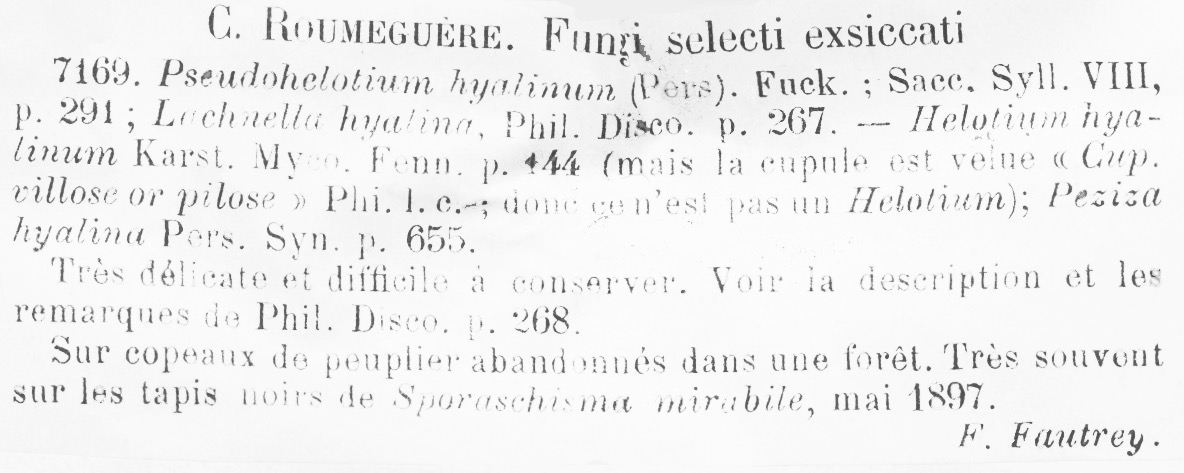 C. ROUMEGUÈRE. Fungi selecti exsiccati
7169. Pseudohelotium hyalinum (Pers). Fuck. ; Sacc. Syll. VIII,
p. 291 ; Lachnella hyalina, Phil. Disco. p. 267. — Helotium hya-
linum Karst. Myco. Fenn. p. 144 (mais la cupule est velue « Cup.
villose or pilose » Phi. l. c.-; donc ce n'est pas un Helotium); Peziza
hyalina Pers. Syn. p. 655.
Très délicate et difficile à conserver. Voir la description et les
remarques de Phil. Disco. p. 268.
Sur copeaux de peuplier abandonnés dans une forêt. Très souvent
sur les tapis noirs de Sporaschisma mirabile, mai 1897.
F. Fautrey.